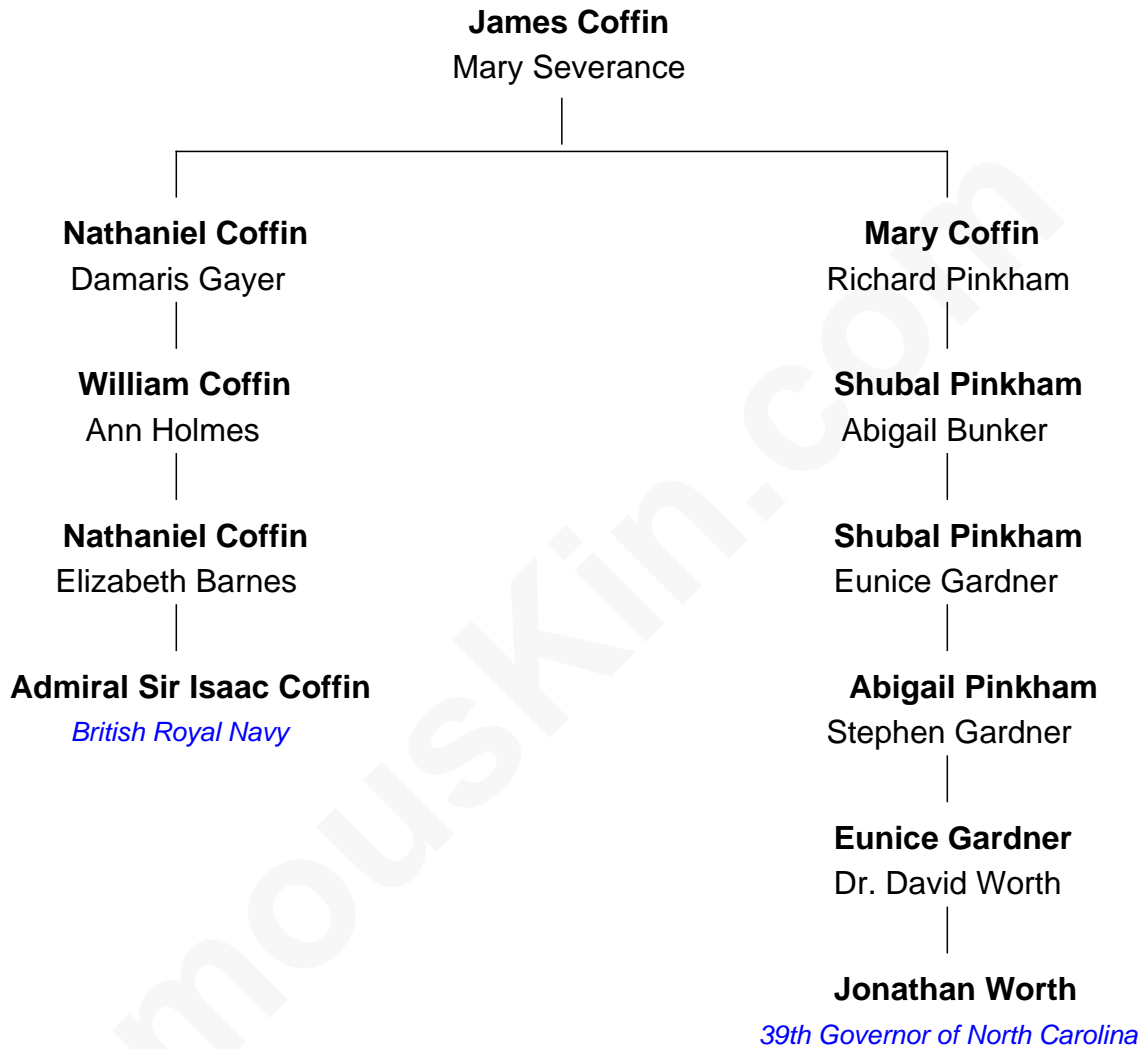 James Coffin
Mary Severance
Nathaniel Coffin
Damaris Gayer
William Coffin
Ann Holmes
Nathaniel Coffin
Elizabeth Barnes
Admiral Sir Isaac Coffin
British Royal Navy
Mary Coffin
Richard Pinkham
Shubal Pinkham
Abigail Bunker
Shubal Pinkham
Eunice Gardner
Abigail Pinkham
Stephen Gardner
Eunice Gardner
Dr. David Worth
Jonathan Worth
39th Governor of North Carolina
mouskin.com